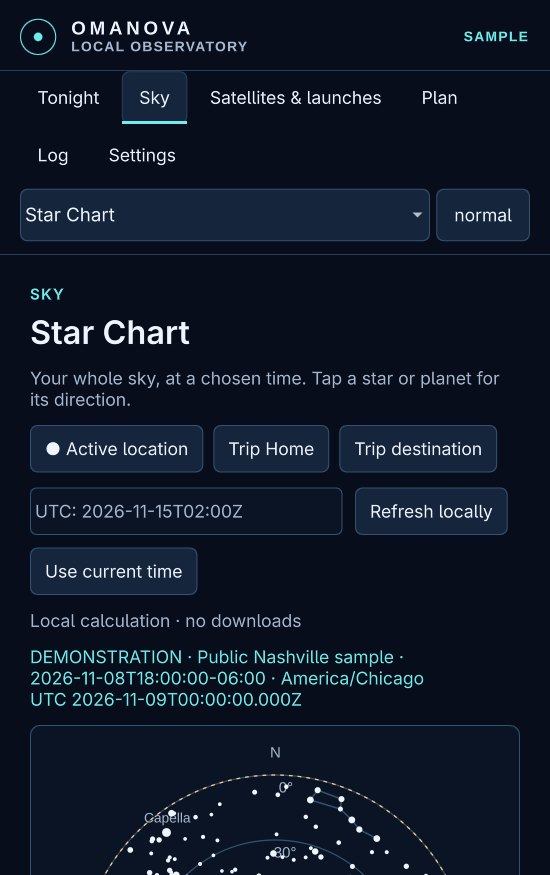 OMANOVA
LOCAL OBSERVATORY
SAMPLE
Tonight
Sky
Satellites & launches
Plan
Log
Settings
Star Chart
normal
SKY
Star Chart
Your whole sky, at a chosen time. Tap a star or planet for
its direction.
Active location
Trip Home
Trip destination
UTC: 2026-11-15T02:00Z
Refresh locally
Use current time
Local calculation · no downloads
DEMONSTRATION · Public Nashville sample ·
2026-11-08T18:00:00-06:00 · America/Chicago
UTC 2026-11-09T00:00:00.000Z
N
0°
Capella
30°